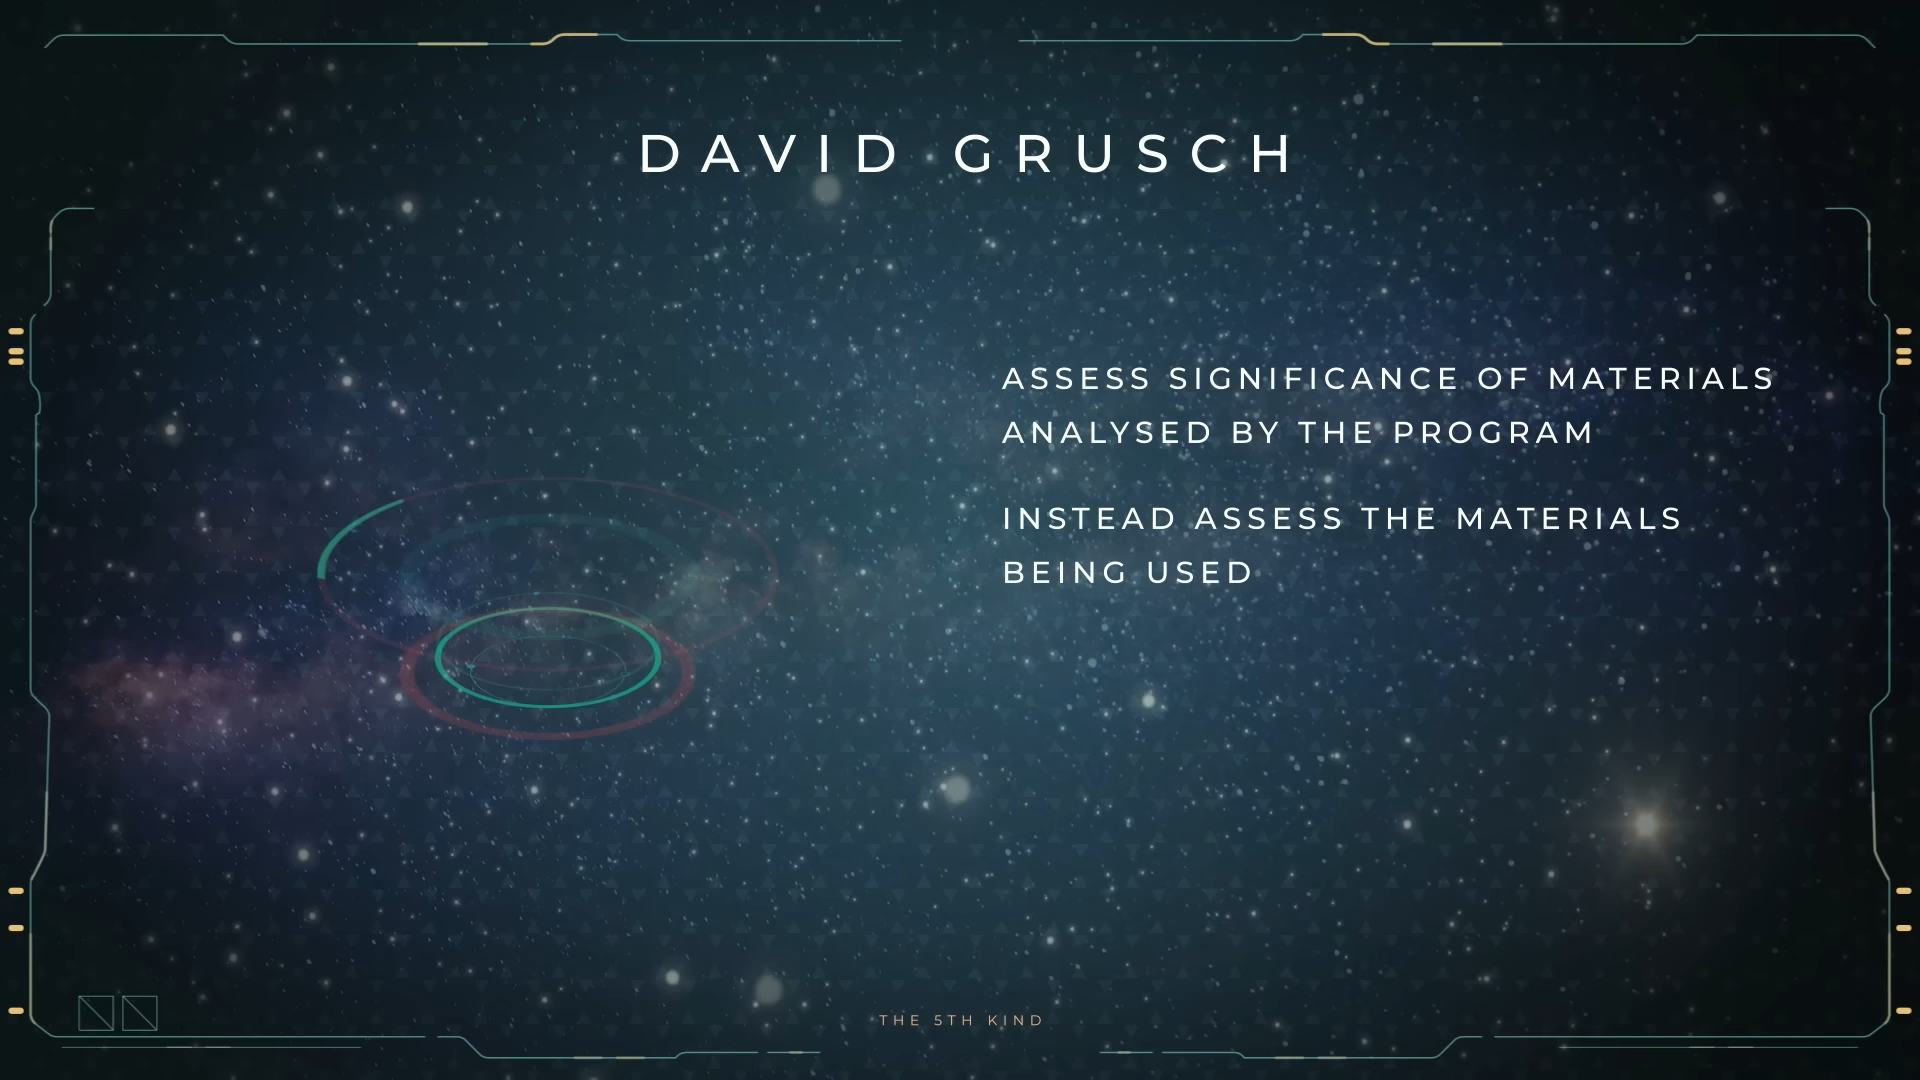 DAVID GRUSCH
ASSESS SIGNIFICANCE OF MATERIALS
ANALYSED BY THE PROGRAM
INSTEAD ASSESS THE MATERIALS
BEING USED
THE 5TH KIND